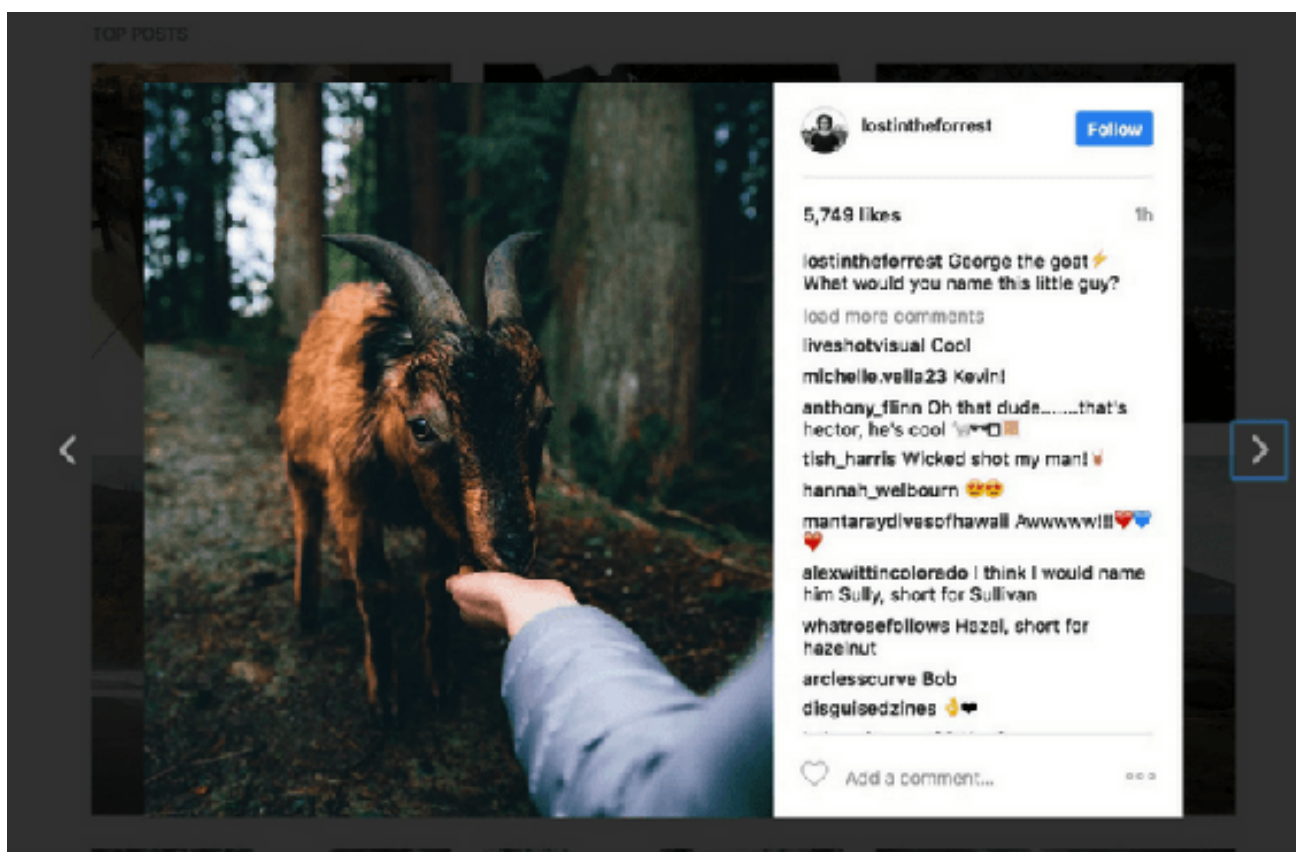 TOP POSTS
lostintheforrest
Follow
5,749 likes
1h
lostintheforrest George the goat⚡
What would you name this little guy?
load more comments
liveshotvisual Cool
michelle.vella23 Kevin!
anthony_flinn Oh that dude........that's
hector, he's cool
tish_harris Wicked shot my man!
hannah_welbourn 😍😍
mantaraydivesofhawaii Awwwww!!!❤️💙
❤️
alexwittincolorado I think I would name
him Sully, short for Sullivan
whatrosefollows Hazel, short for
hazelnut
arclesscurve Bob
disguisedzines 👌❤
Add a comment...